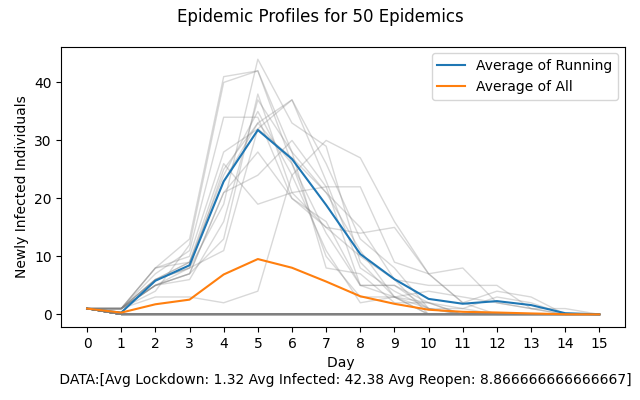 Epidemic Profiles for 50 Epidemics
Average of Running
Average of All
Newly Infected Individuals
40
30
20
10
0
0 1 2 3 4 5 6 7 8 9 10 11 12 13 14 15
Day
DATA:[Avg Lockdown: 1.32 Avg Infected: 42.38 Avg Reopen: 8.866666666666667]